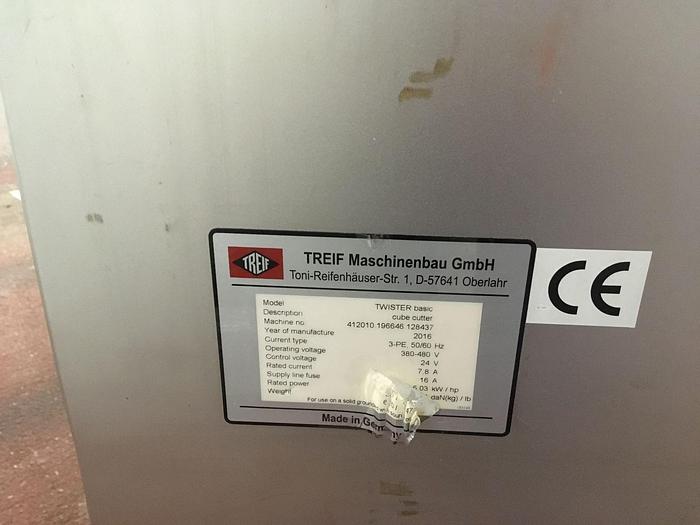 TREIF
TREIF Maschinenbau GmbH
Toni-Reifenhäuser-Str. 1, D-57641 Oberlahr
CE
Model TWISTER basic
Description cube cutter
Machine no 412010 196646 128437
Year of manufacture 2016
Current type 3-PE, 50/60 Hz
Operating voltage 380-480 V
Control voltage 24 V
Rated current 7.8 A
Supply line fuse 16 A
Rated power kW / hp
Weight daN(kg) / lb
For use on a solid
Made in